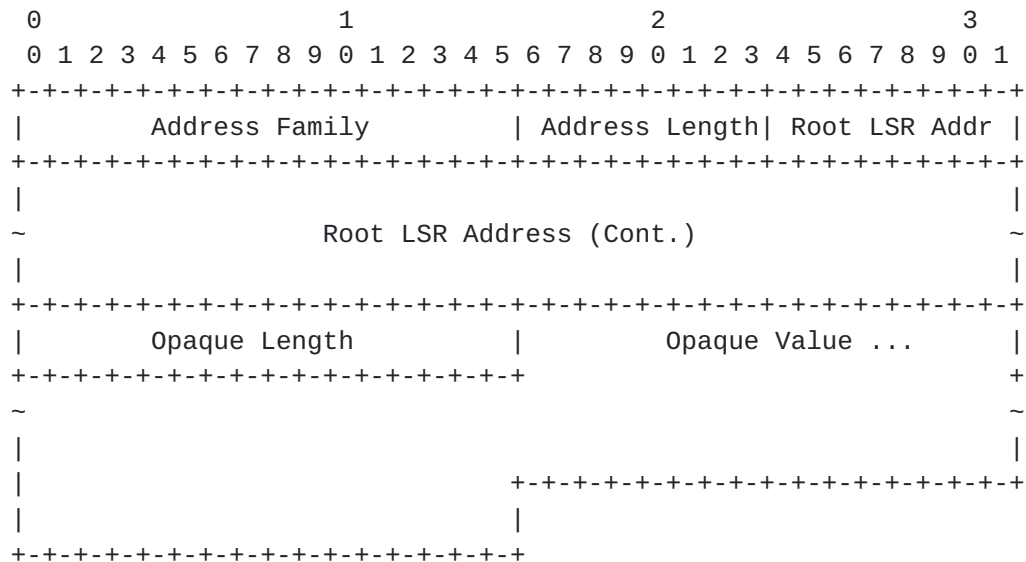 0                   1                   2                   3
0 1 2 3 4 5 6 7 8 9 0 1 2 3 4 5 6 7 8 9 0 1 2 3 4 5 6 7 8 9 0 1
+-+-+-+-+-+-+-+-+-+-+-+-+-+-+-+-+-+-+-+-+-+-+-+-+-+-+-+-+-+-+-+-+
|        Address Family         | Address Length| Root LSR Addr |
+-+-+-+-+-+-+-+-+-+-+-+-+-+-+-+-+-+-+-+-+-+-+-+-+-+-+-+-+-+-+-+-+
|                                                               |
~                   Root LSR Address (Cont.)                    ~
|                                                               |
+-+-+-+-+-+-+-+-+-+-+-+-+-+-+-+-+-+-+-+-+-+-+-+-+-+-+-+-+-+-+-+-+
|        Opaque Length          |         Opaque Value ...      |
+-+-+-+-+-+-+-+-+-+-+-+-+-+-+-+-+                               +
~                                                               ~
|                                                               |
|                               +-+-+-+-+-+-+-+-+-+-+-+-+-+-+-+-+
|                               |
+-+-+-+-+-+-+-+-+-+-+-+-+-+-+-+-+